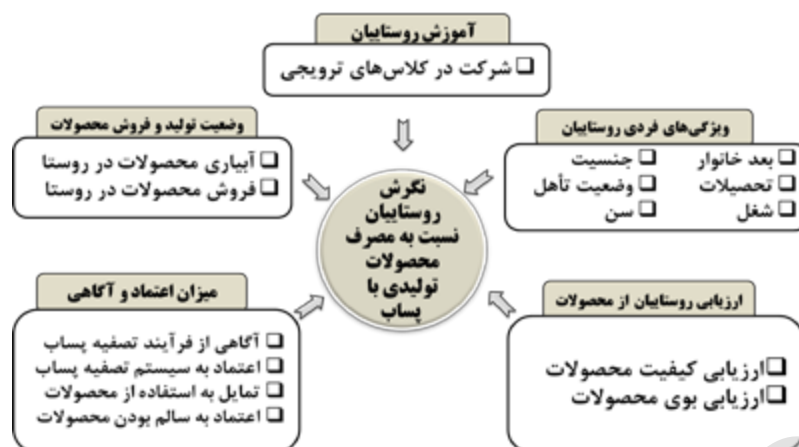 آموزش روستاییان
شرکت در کلاس‌های ترویجی
ویژگی‌های فردی روستاییان
بعد خانوار
جنسیت
تحصیلات
وضعیت تأهل
شغل
سن
وضعیت تولید و فروش محصولات
آبیاری محصولات در روستا
فروش محصولات در روستا
نگرش
روستاییان
نسبت به مصرف
محصولات
تولیدی با
پساب
ارزیابی روستاییان از محصولات
ارزیابی کیفیت محصولات
ارزیابی بوی محصولات
میزان اعتماد و آگاهی
آگاهی از فرآیند تصفیه پساب
اعتماد به سیستم تصفیه پساب
تمایل به استفاده از محصولات
اعتماد به سالم بودن محصولات